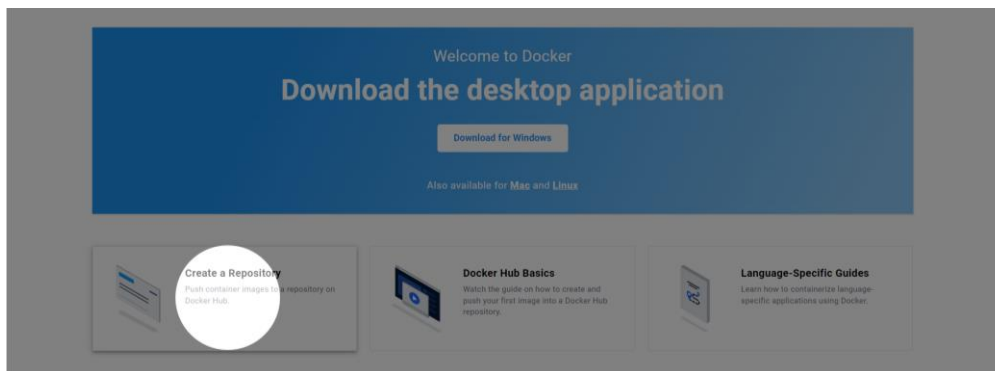 Welcome to Docker
Download the desktop application
Download for Windows
Also available for Mac and Linux
Create a Repository
Push container images to a repository on
Docker Hub.
Docker Hub Basics
Watch the guide on how to create and
push your first image into a Docker Hub
repository.
Language-Specific Guides
Learn how to containerize language-
specific applications using Docker.